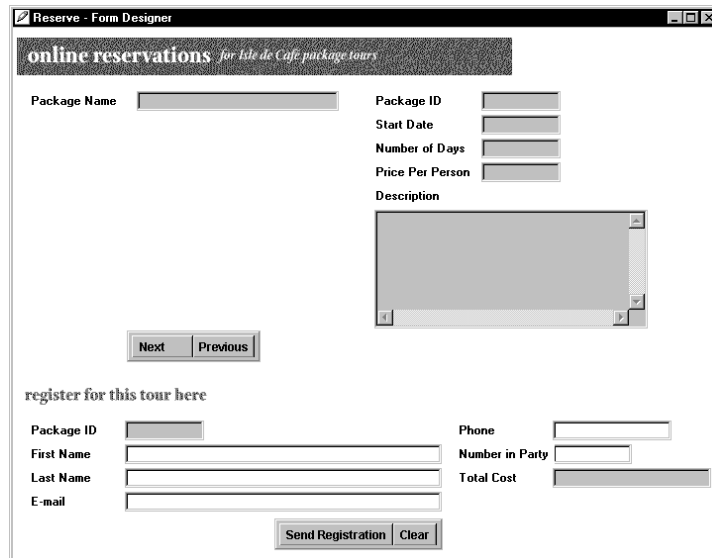 Reserve - Form Designer
online reservations for Isle de Café package tours
Package Name
Package ID
Start Date
Number of Days
Price Per Person
Description
Next Previous
register for this tour here
Package ID
Phone
First Name
Number in Party
Last Name
Total Cost
E-mail
Send Registration Clear